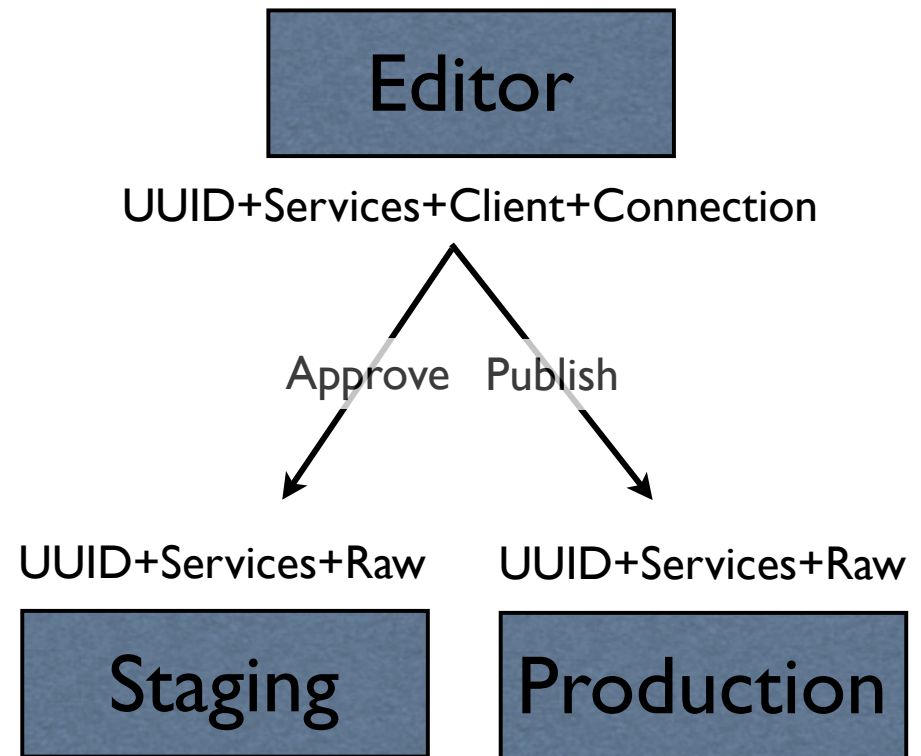 Editor
UUID+Services+Client+Connection
Approve Publish
UUID+Services+Raw UUID+Services+Raw
Staging Production